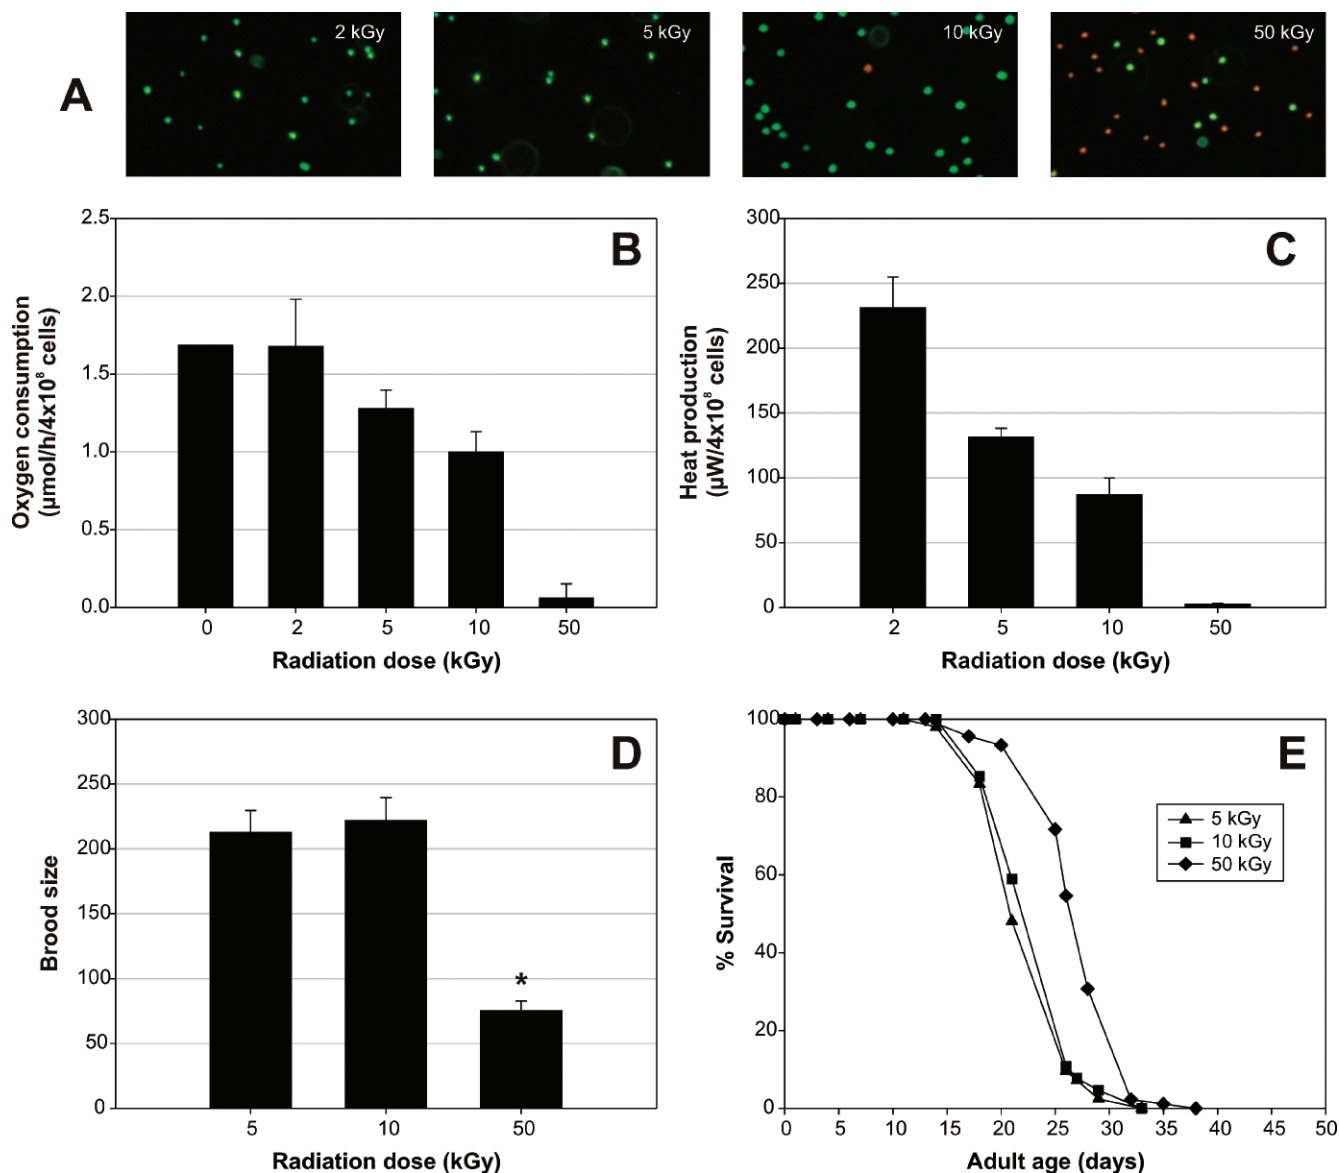 A
2 kGy
5 kGy
10 kGy
50 kGy
B
Oxygen consumption
(µmol/h/4x10⁸ cells)
2.5
2.0
1.5
1.0
0.5
0.0
0 2 5 10 50
Radiation dose (kGy)
C
Heat production
(µW/4x10⁸ cells)
300
250
200
150
100
50
0
2 5 10 50
Radiation dose (kGy)
D
Brood size
300
250
200
150
100
50
0
*
5 10 50
Radiation dose (kGy)
E
% Survival
100
80
60
40
20
0
5 kGy
10 kGy
50 kGy
0 5 10 15 20 25 30 35 40 45 50
Adult age (days)